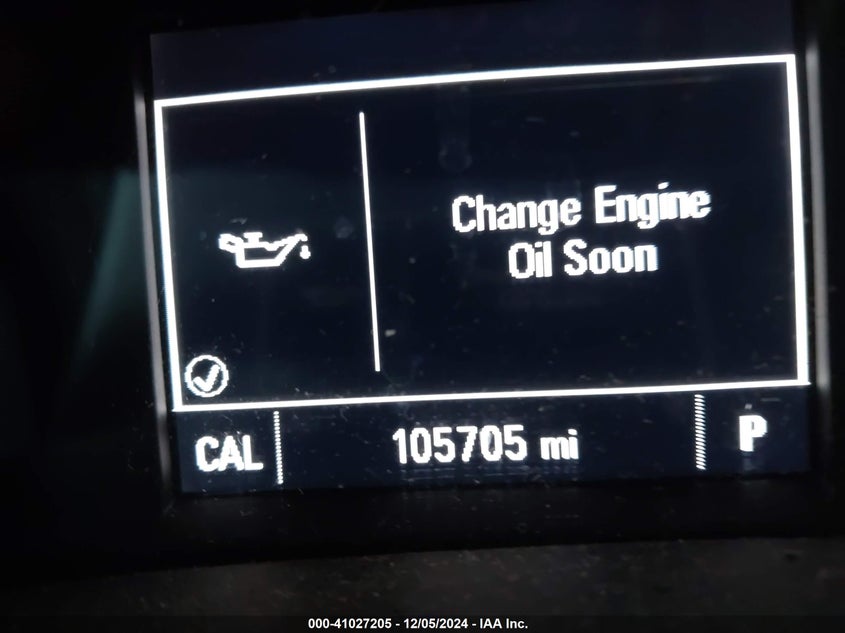 Change Engine
Oil Soon
CAL 105705 mi P
000-41027205 - 12/05/2024 - IAA Inc.